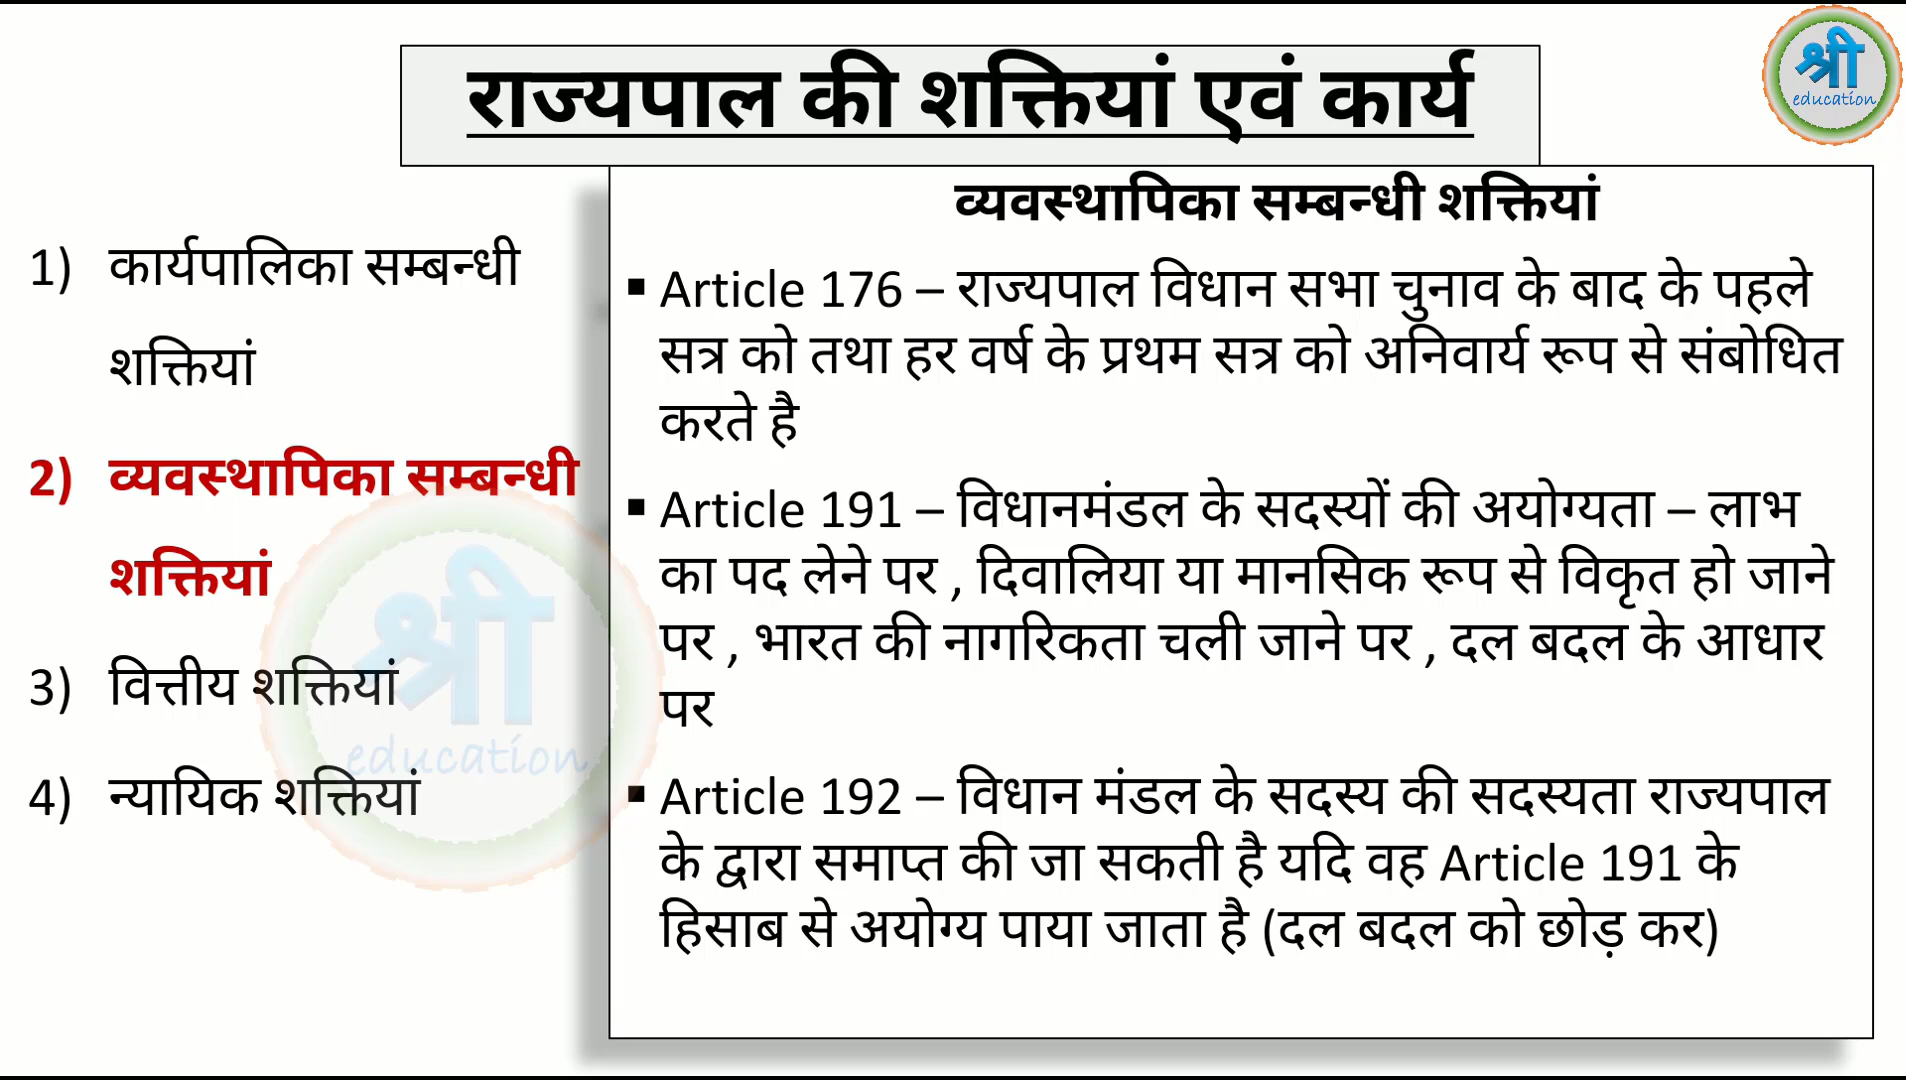 राज्यपाल की शक्तियां एवं कार्य
श्री
education
1) कार्यपालिका सम्बन्धी
शक्तियां
2) व्यवस्थापिका सम्बन्धी
शक्तियां
3) वित्तीय शक्तियां
4) न्यायिक शक्तियां
श्री
education
व्यवस्थापिका सम्बन्धी शक्तियां
▪ Article 176 – राज्यपाल विधान सभा चुनाव के बाद के पहले
सत्र को तथा हर वर्ष के प्रथम सत्र को अनिवार्य रूप से संबोधित
करते है
▪ Article 191 – विधानमंडल के सदस्यों की अयोग्यता – लाभ
का पद लेने पर , दिवालिया या मानसिक रूप से विकृत हो जाने
पर , भारत की नागरिकता चली जाने पर , दल बदल के आधार
पर
▪ Article 192 – विधान मंडल के सदस्य की सदस्यता राज्यपाल
के द्वारा समाप्त की जा सकती है यदि वह Article 191 के
हिसाब से अयोग्य पाया जाता है (दल बदल को छोड़ कर)